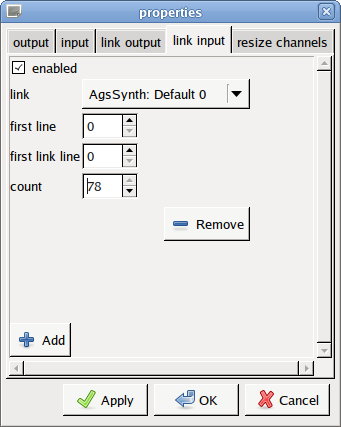 properties
output input link output link input resize channels
enabled
link AgsSynth: Default 0
first line 0
first link line 0
count 78
Remove
Add
Apply OK Cancel